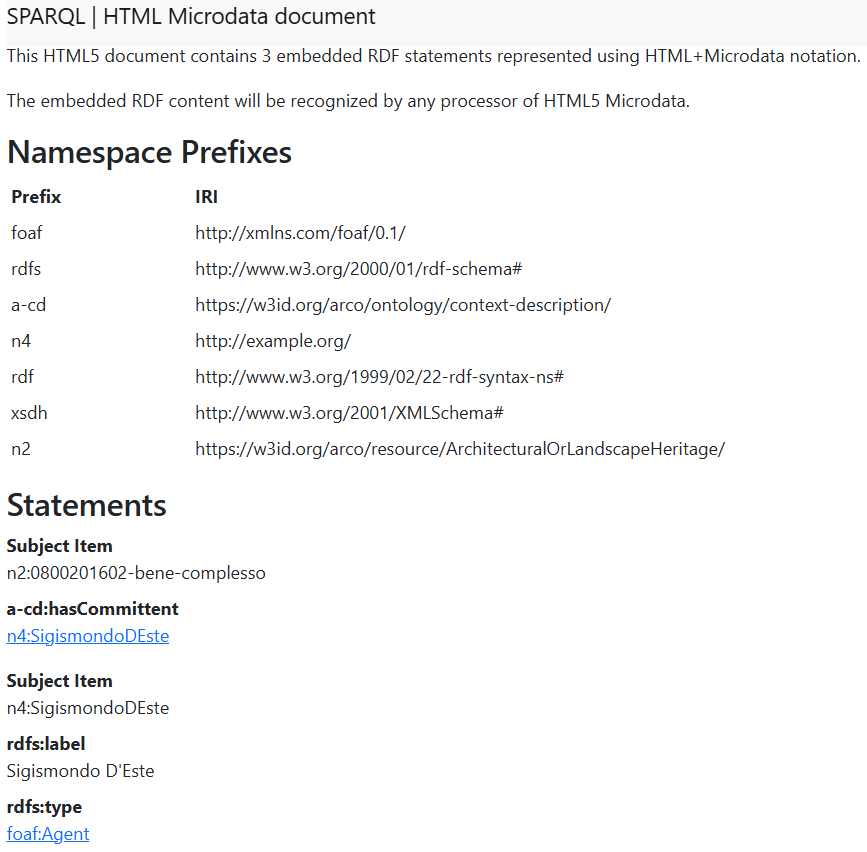 SPARQL | HTML Microdata document
This HTML5 document contains 3 embedded RDF statements represented using HTML+Microdata notation.
The embedded RDF content will be recognized by any processor of HTML5 Microdata.
Namespace Prefixes
Prefix IRI
foaf http://xmlns.com/foaf/0.1/
rdfs http://www.w3.org/2000/01/rdf-schema#
a-cd https://w3id.org/arco/ontology/context-description/
n4 http://example.org/
rdf http://www.w3.org/1999/02/22-rdf-syntax-ns#
xsdh http://www.w3.org/2001/XMLSchema#
n2 https://w3id.org/arco/resource/ArchitecturalOrLandscapeHeritage/
Statements
Subject Item
n2:0800201602-bene-complesso
a-cd:hasCommittent
n4:SigismondoDEste
Subject Item
n4:SigismondoDEste
rdfs:label
Sigismondo D'Este
rdfs:type
foaf:Agent